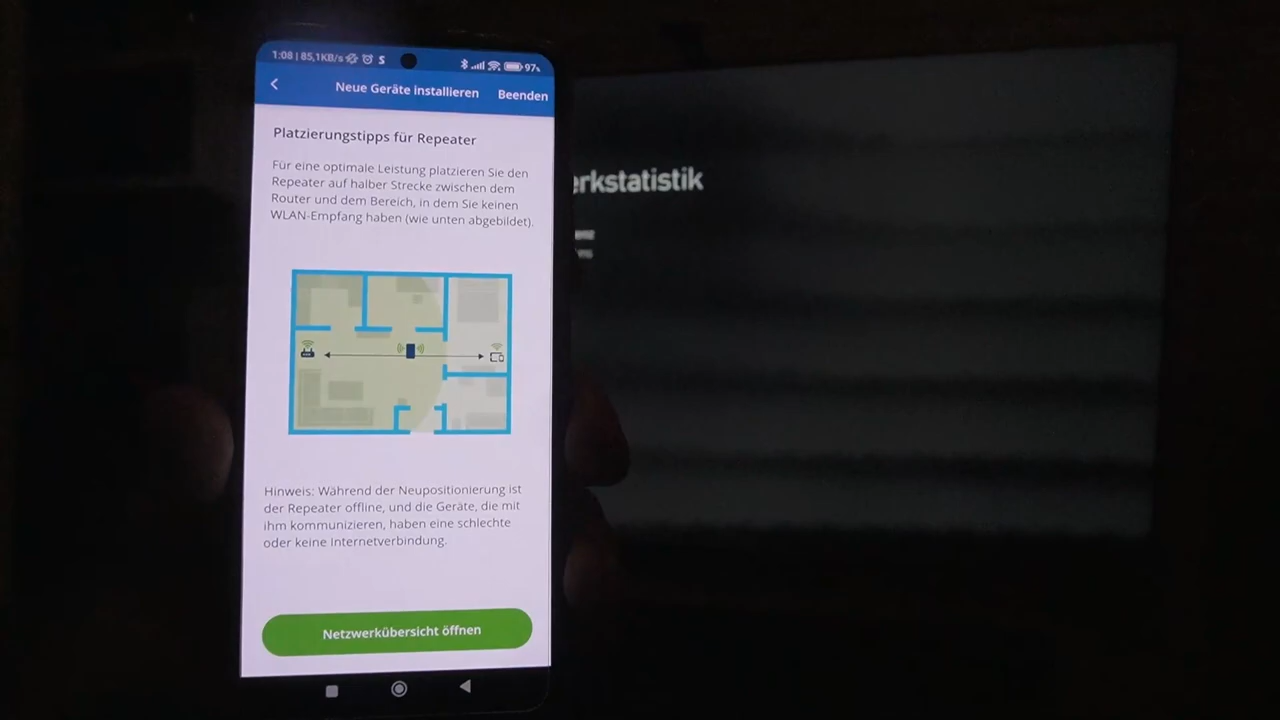 1:08 | 85,1KB/s S
97%
Neue Geräte installieren
Beenden
Platzierungstipps für Repeater
Für eine optimale Leistung platzieren Sie den
Repeater auf halber Strecke zwischen dem
Router und dem Bereich, in dem Sie keinen
WLAN-Empfang haben (wie unten abgebildet).
Hinweis: Während der Neupositionierung ist
der Repeater offline, und die Geräte, die mit
ihm kommunizieren, haben eine schlechte
oder keine Internetverbindung.
Netzwerkübersicht öffnen
erkstatistik